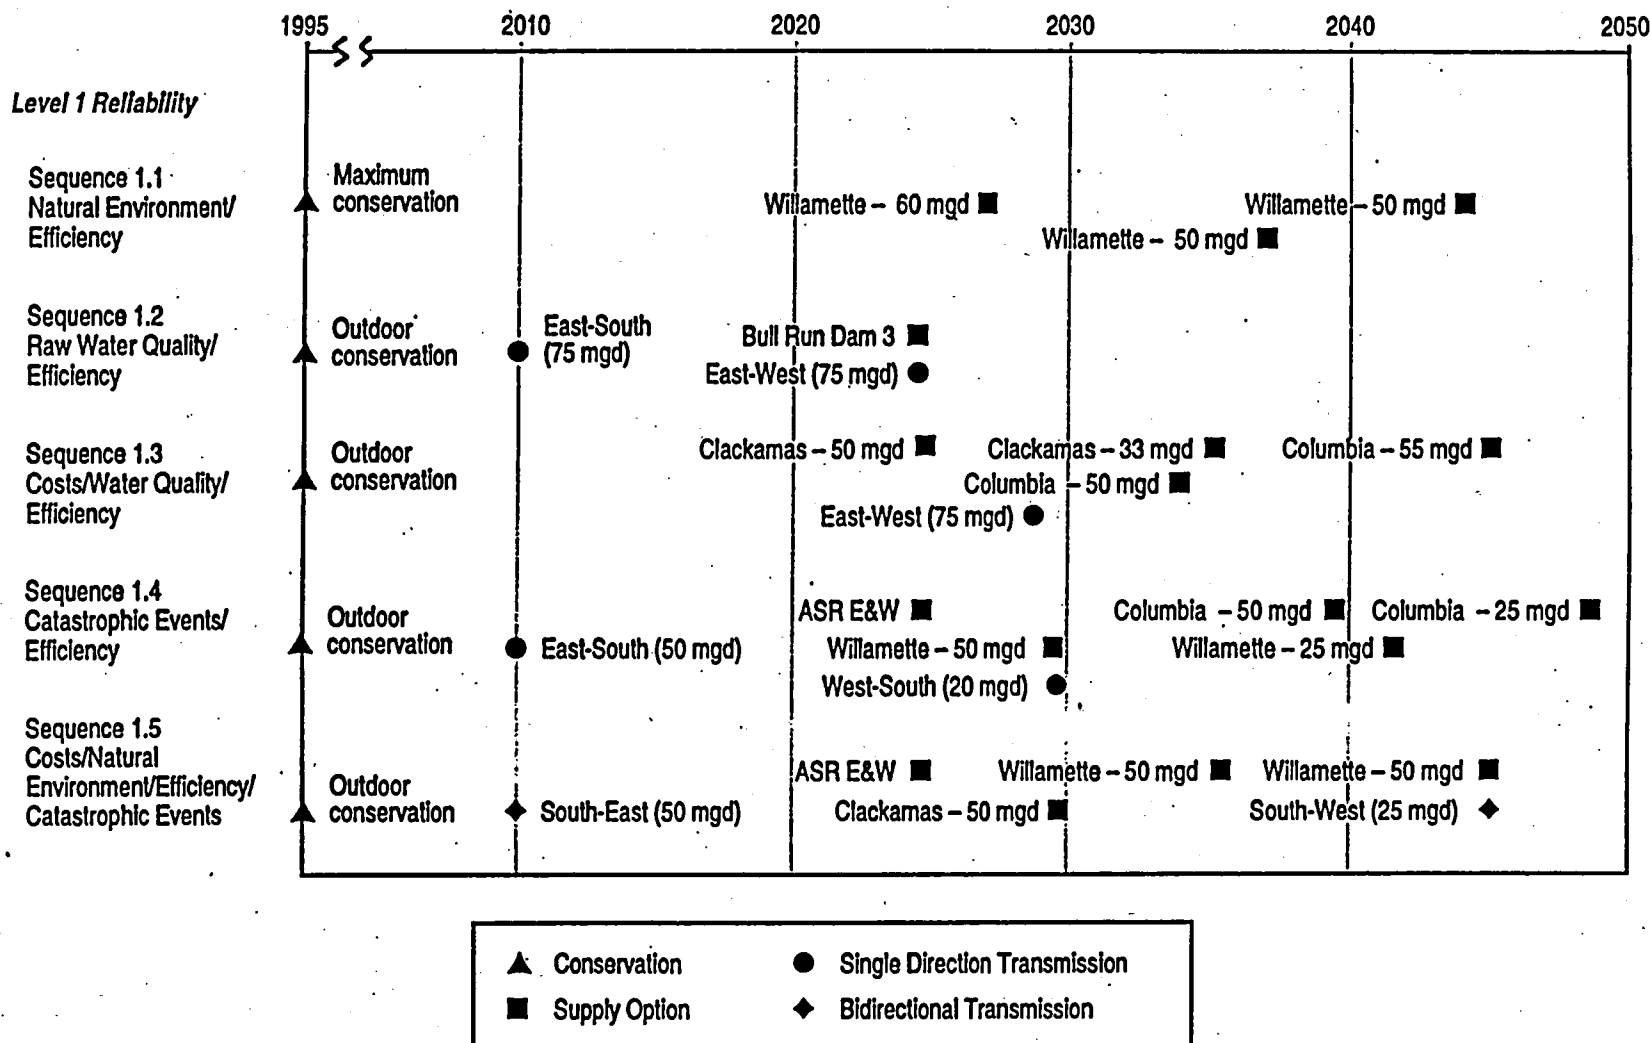 1995 2010 2020 2030 2040 2050
Level 1 Reliability
Sequence 1.1
Natural Environment/
Efficiency
Maximum
conservation
Willamette – 60 mgd
Willamette – 50 mgd
Willamette – 50 mgd
Sequence 1.2
Raw Water Quality/
Efficiency
Outdoor
conservation
East-South
(75 mgd)
Bull Run Dam 3
East-West (75 mgd)
Sequence 1.3
Costs/Water Quality/
Efficiency
Outdoor
conservation
Clackamas – 50 mgd
Clackamas – 33 mgd
Columbia – 55 mgd
Columbia – 50 mgd
East-West (75 mgd)
Sequence 1.4
Catastrophic Events/
Efficiency
Outdoor
conservation
East-South (50 mgd)
ASR E&W
Columbia – 50 mgd
Columbia – 25 mgd
Willamette – 50 mgd
Willamette – 25 mgd
West-South (20 mgd)
Sequence 1.5
Costs/Natural
Environment/Efficiency/
Catastrophic Events
Outdoor
conservation
South-East (50 mgd)
ASR E&W
Willamette – 50 mgd
Willamette – 50 mgd
Clackamas – 50 mgd
South-West (25 mgd)
Conservation
Single Direction Transmission
Supply Option
Bidirectional Transmission